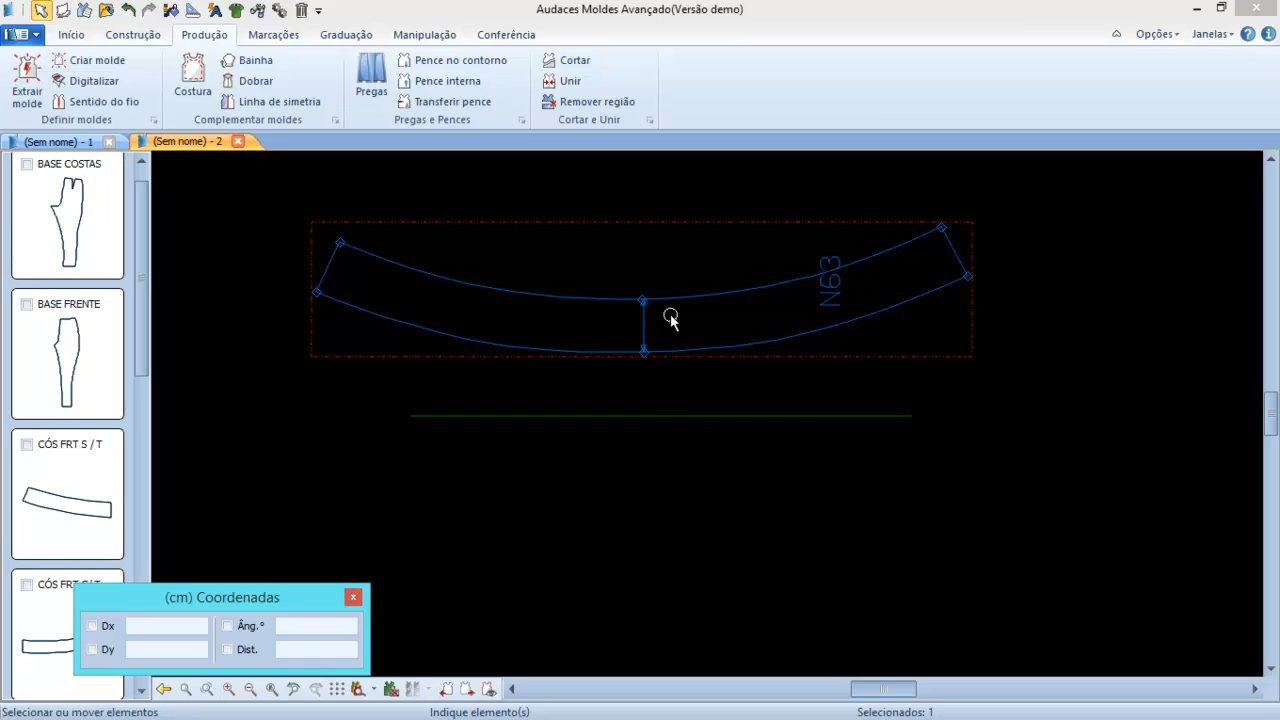 Audaces Moldes Avançado(Versão demo)
Início Construção Produção Marcações Graduação Manipulação Conferência Opções Janelas
Extrair molde
Criar molde
Digitalizar
Sentido do fio
Definir moldes
Costura
Bainha
Dobrar
Linha de simetria
Complementar moldes
Pregas
Pence no contorno
Pence interna
Transferir pence
Pregas e Pences
Cortar
Unir
Remover região
Cortar e Unir
(Sem nome) - 1
(Sem nome) - 2
BASE COSTAS
BASE FRENTE
CÓS FRT S / T
CÓS FRT
N63
(cm) Coordenadas
Dx
Âng.º
Dy
Dist.
Selecionar ou mover elementos
Indique elemento(s)
Selecionados: 1